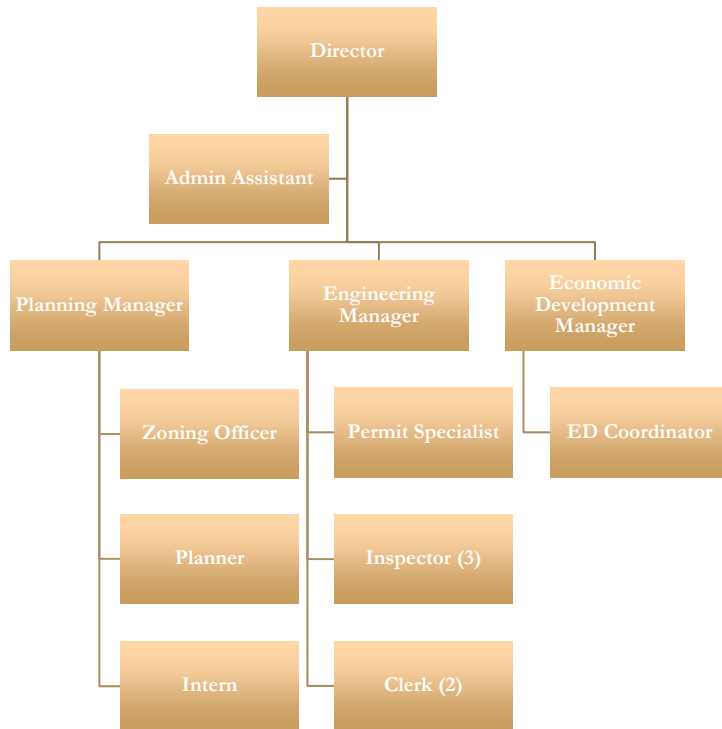 Director
Admin Assistant
Planning Manager
Engineering
Manager
Economic
Development
Manager
Zoning Officer
Permit Specialist
ED Coordinator
Planner
Inspector (3)
Intern
Clerk (2)